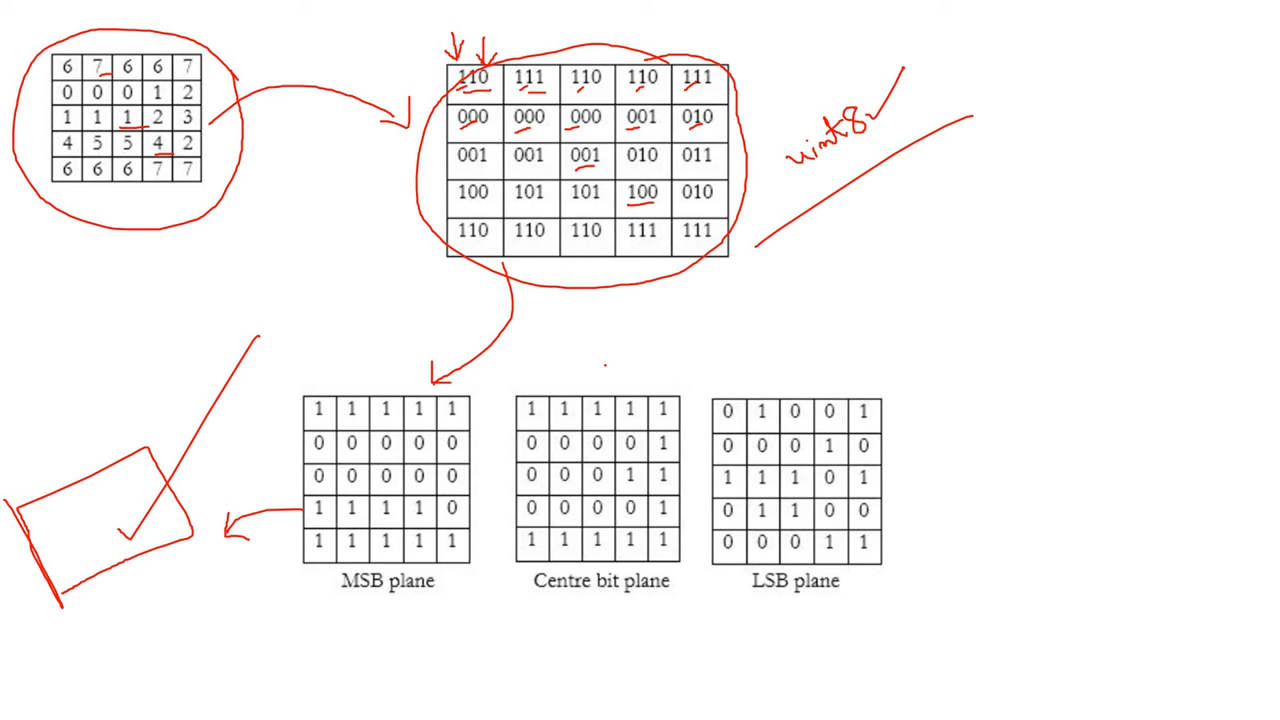 6 7 6 6 7
0 0 0 1 2
1 1 1 2 3
4 5 5 4 2
6 6 6 7 7
110 111 110 110 111
000 000 000 001 010
001 001 001 010 011
100 101 101 100 010
110 110 110 111 111
uint8
1 1 1 1 1
0 0 0 0 0
0 0 0 0 0
1 1 1 1 0
1 1 1 1 1
MSB plane
1 1 1 1 1
0 0 0 0 1
0 0 0 1 1
0 0 0 0 1
1 1 1 1 1
Centre bit plane
0 1 0 0 1
0 0 0 1 0
1 1 1 0 1
0 1 1 0 0
0 0 0 1 1
LSB plane